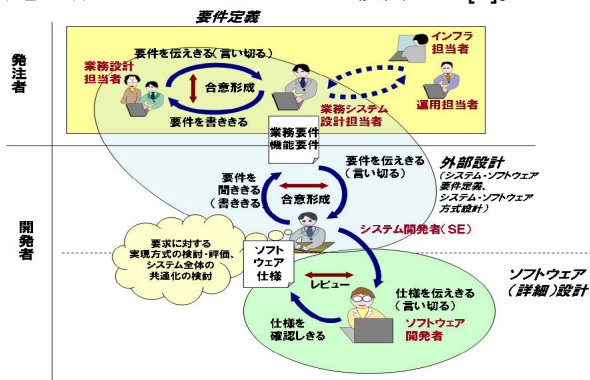 要件定義
発注者
業務設計
担当者
要件を伝えきる(言い切る)
合意形成
要件を書ききる
業務システム
設計担当者
インフラ
担当者
運用担当者
業務要件
機能要件
開発者
要件を
聞ききる
(書ききる)
合意形成
要件を伝えきる
(言い切る)
外部設計
(システム・ソフトウェア
要件定義、
システム・ソフトウェア
方式設計)
システム開発者(SE)
要求に対する
実現方式の検討・評価、
システム全体の
共通化の検討
ソフト
ウェア
仕様
レビュー
仕様を伝えきる
(言い切る)
仕様を
確認しきる
ソフトウェア
開発者
ソフトウェア
(詳細)設計